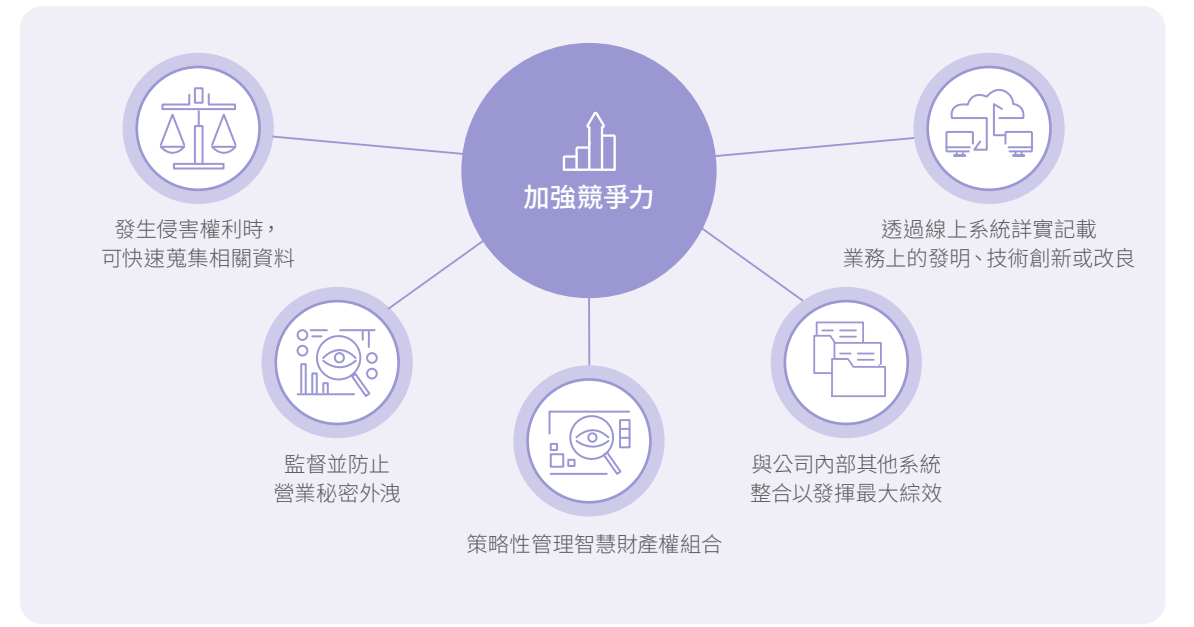 加強競爭力
發生侵害權利時，
可快速蒐集相關資料
透過線上系統詳實記載
業務上的發明、技術創新或改良
監督並防止
營業秘密外洩
與公司內部其他系統
整合以發揮最大綜效
策略性管理智慧財產權組合